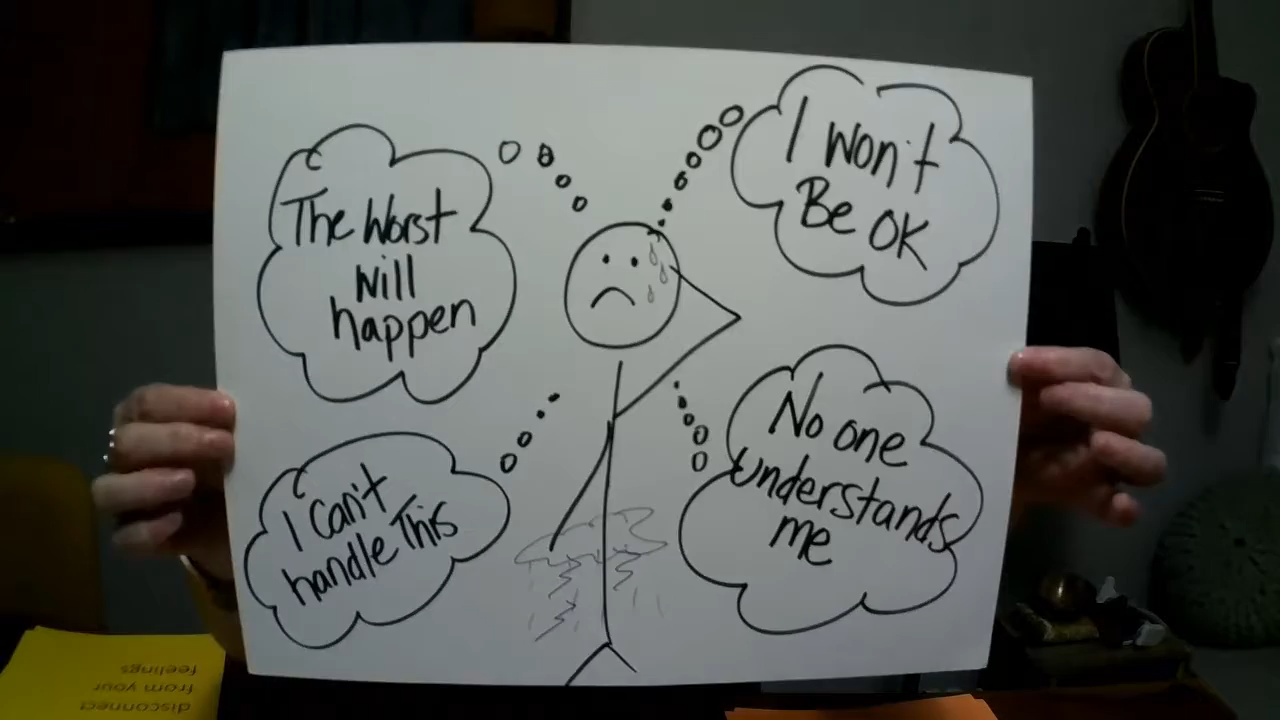 The Worst
will
happen
I won't
Be OK
I can't
handle This
No one
understands
me
disconnect
from your
feelings